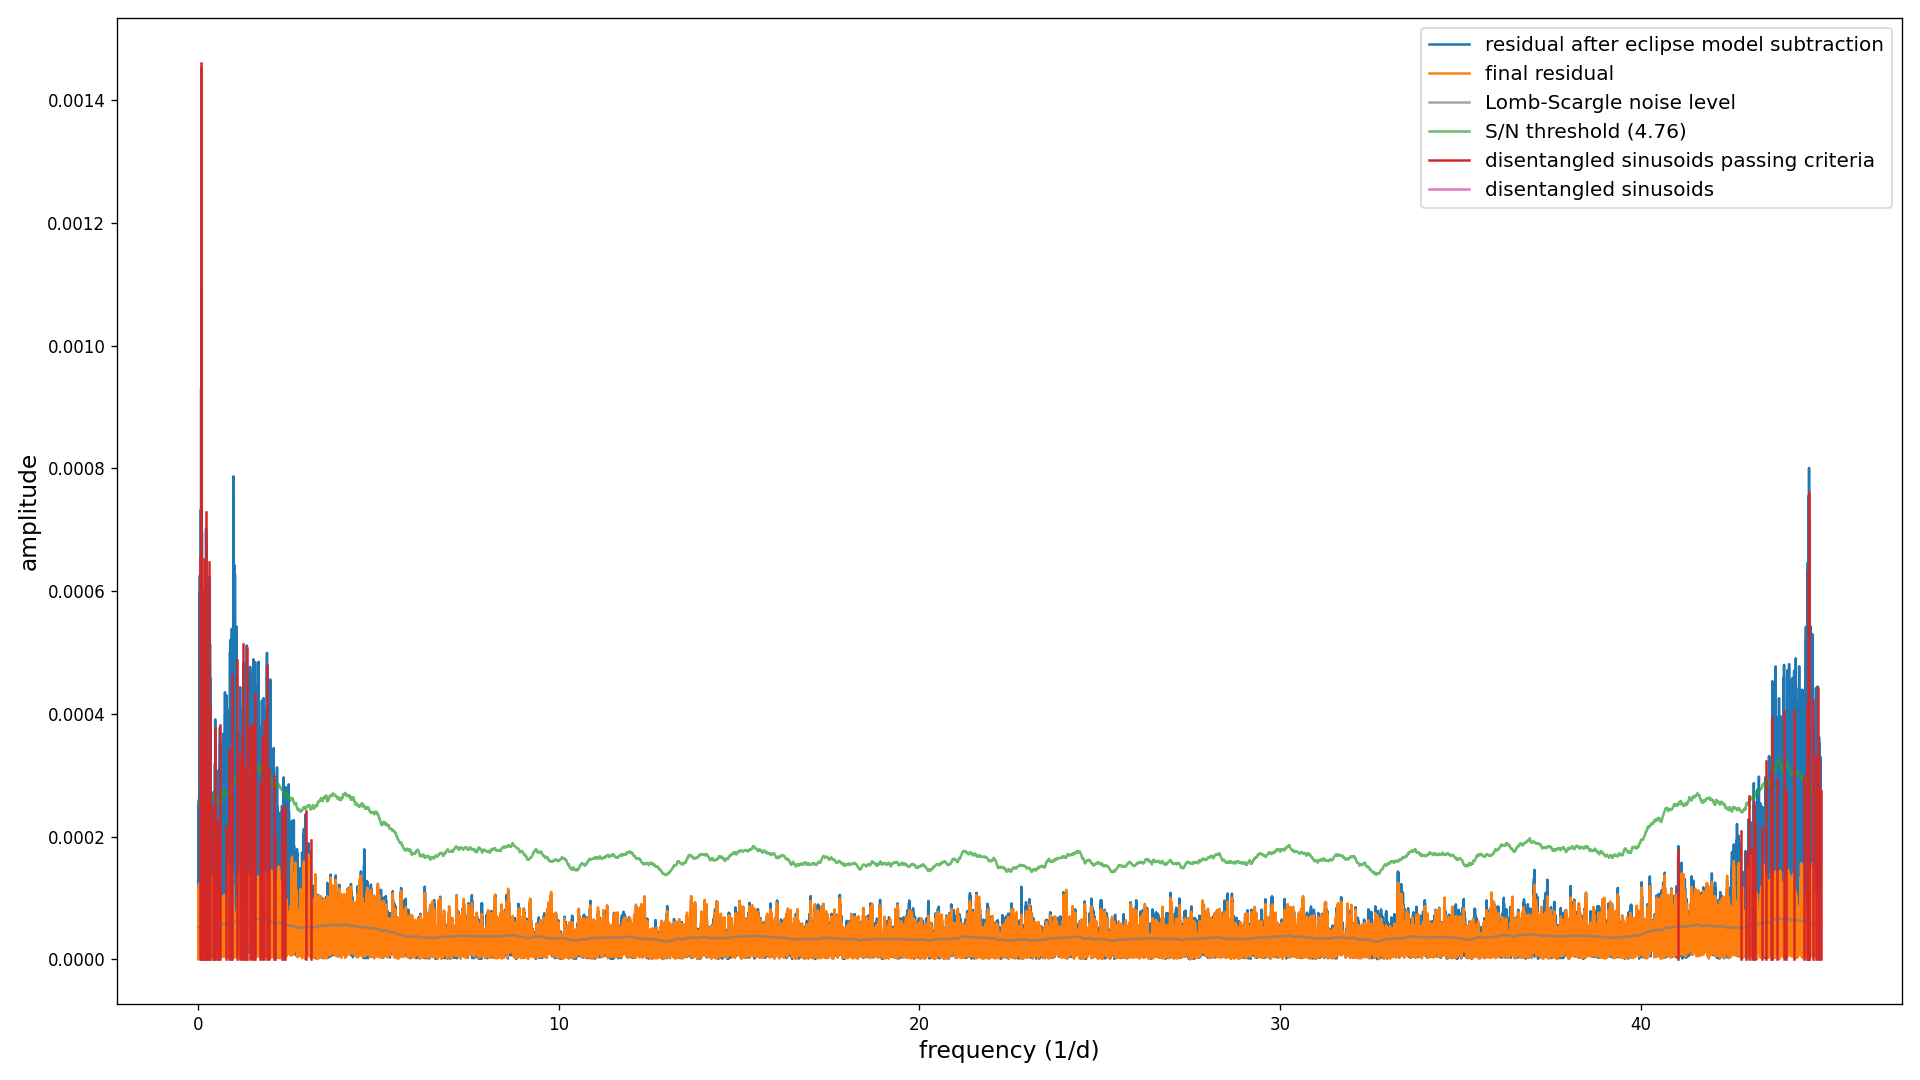 residual after eclipse model subtraction
final residual
Lomb-Scargle noise level
S/N threshold (4.76)
disentangled sinusoids passing criteria
disentangled sinusoids
0.0014
0.0012
0.0010
0.0008
0.0006
0.0004
0.0002
0.0000
amplitude
0 10 20 30 40
frequency (1/d)